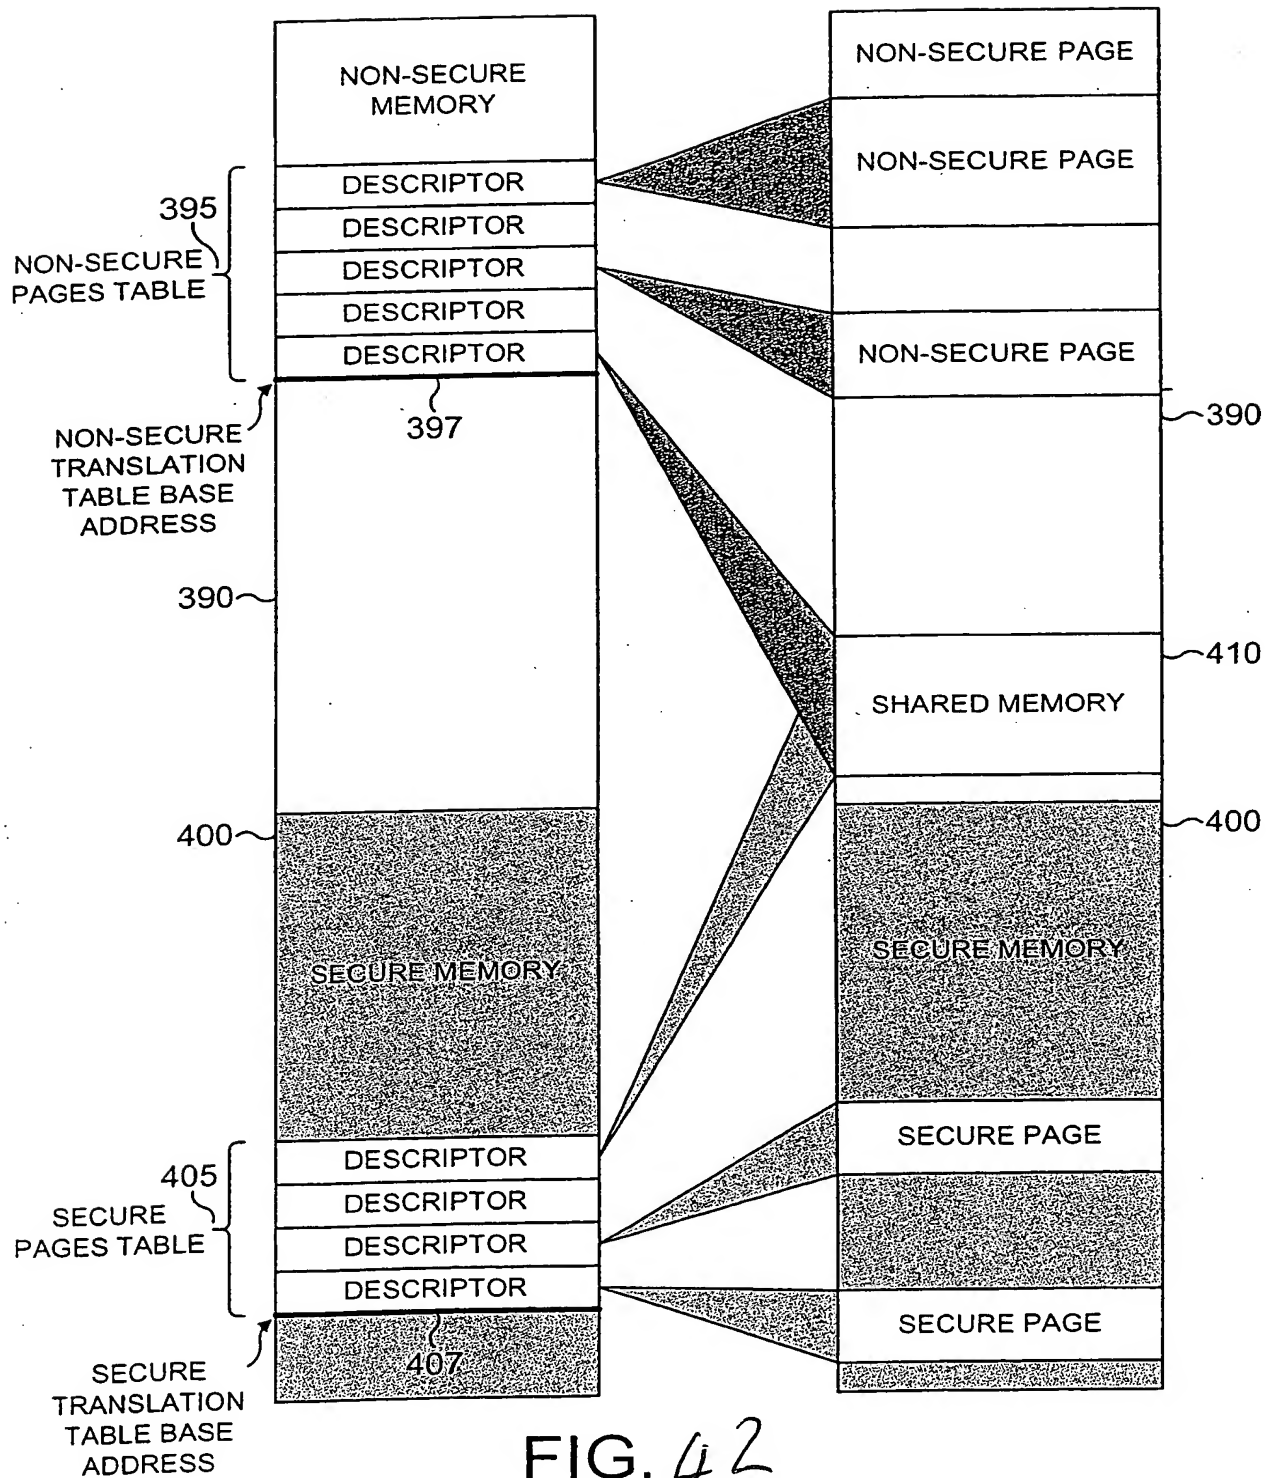 NON-SECURE
MEMORY
DESCRIPTOR
DESCRIPTOR
DESCRIPTOR
DESCRIPTOR
DESCRIPTOR
395
NON-SECURE
PAGES TABLE
397
NON-SECURE
TRANSLATION
TABLE BASE
ADDRESS
390
400
SECURE MEMORY
DESCRIPTOR
DESCRIPTOR
DESCRIPTOR
DESCRIPTOR
405
SECURE
PAGES TABLE
407
SECURE
TRANSLATION
TABLE BASE
ADDRESS
NON-SECURE PAGE
NON-SECURE PAGE
NON-SECURE PAGE
390
410
SHARED MEMORY
400
SECURE MEMORY
SECURE PAGE
SECURE PAGE
FIG. 42